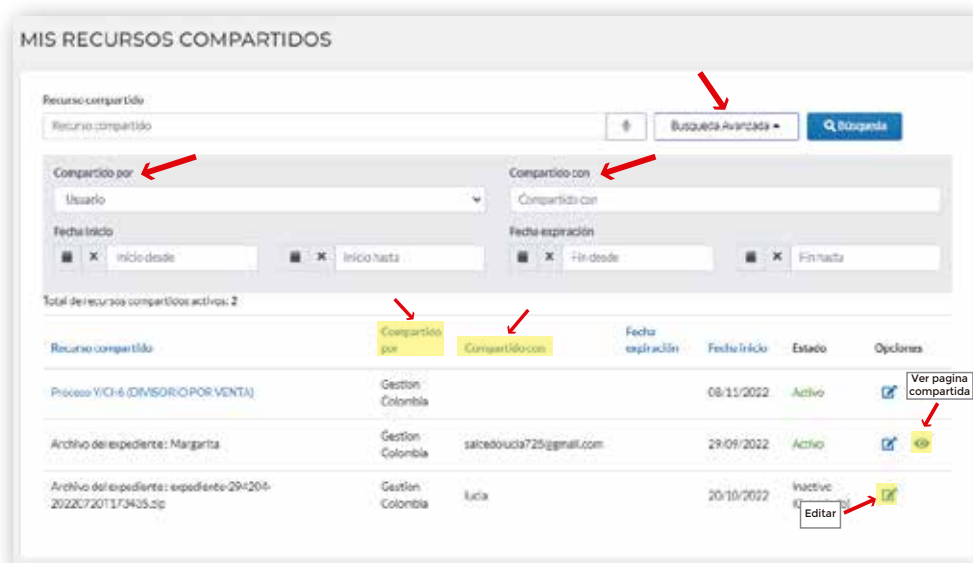 MIS RECURSOS COMPARTIDOS
Recurso compartido
Recurso compartido
Busqueda Avanzada
Búsqueda
Compartido por
Compartido con
Usuario
Compartido con
Fecha inicio
Fecha expiración
Inicio desde
Inicio hasta
Fin desde
Fin hasta
Total de recursos compartidos activos: 2
Recurso compartido
Compartido por
Compartido con
Fecha expiración
Fecha inicio
Estado
Opciones
Proceso Y/CI-6 (DIVISORIO POR VENTA)
Gestion Colombia
08/11/2022
Activo
Ver pagina compartida
Archivo del expediente: Margarita
Gestion Colombia
salcedolucia725@gmail.com
29/09/2022
Activo
Archivo del expediente: expediente-294204-
20220720T173435.zip
Gestion Colombia
lucia
20/10/2022
Inactivo
Editar